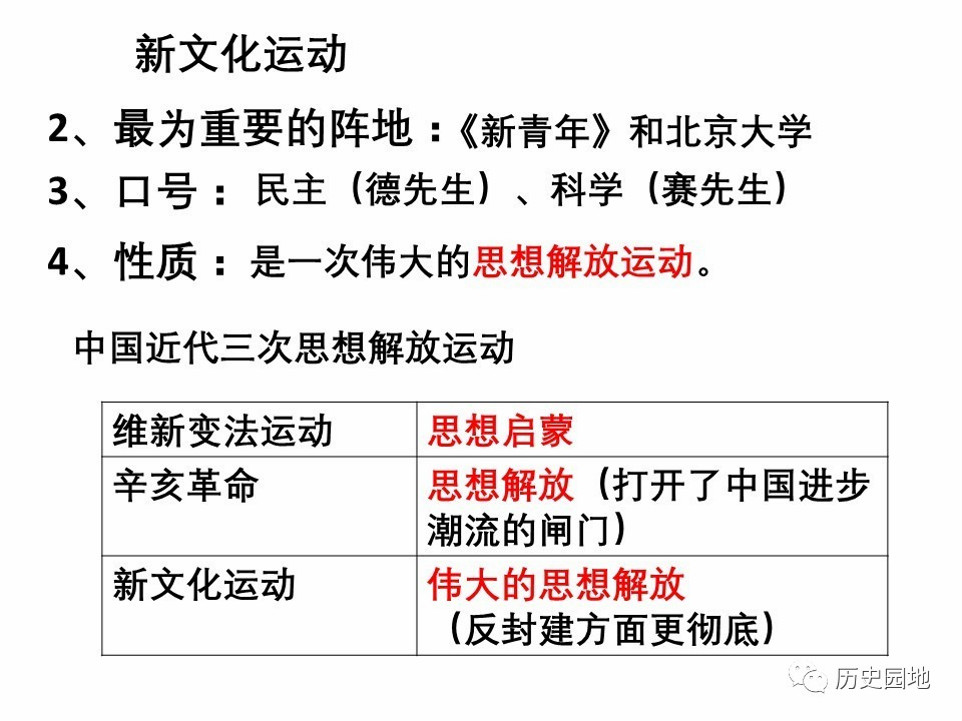 新文化运动
2、最为重要的阵地：《新青年》和北京大学
3、口号：民主（德先生）、科学（赛先生）
4、性质：是一次伟大的思想解放运动。
中国近代三次思想解放运动
维新变法运动 思想启蒙
辛亥革命 思想解放（打开了中国进步
潮流的闸门）
新文化运动 伟大的思想解放
（反封建方面更彻底）
历史园地